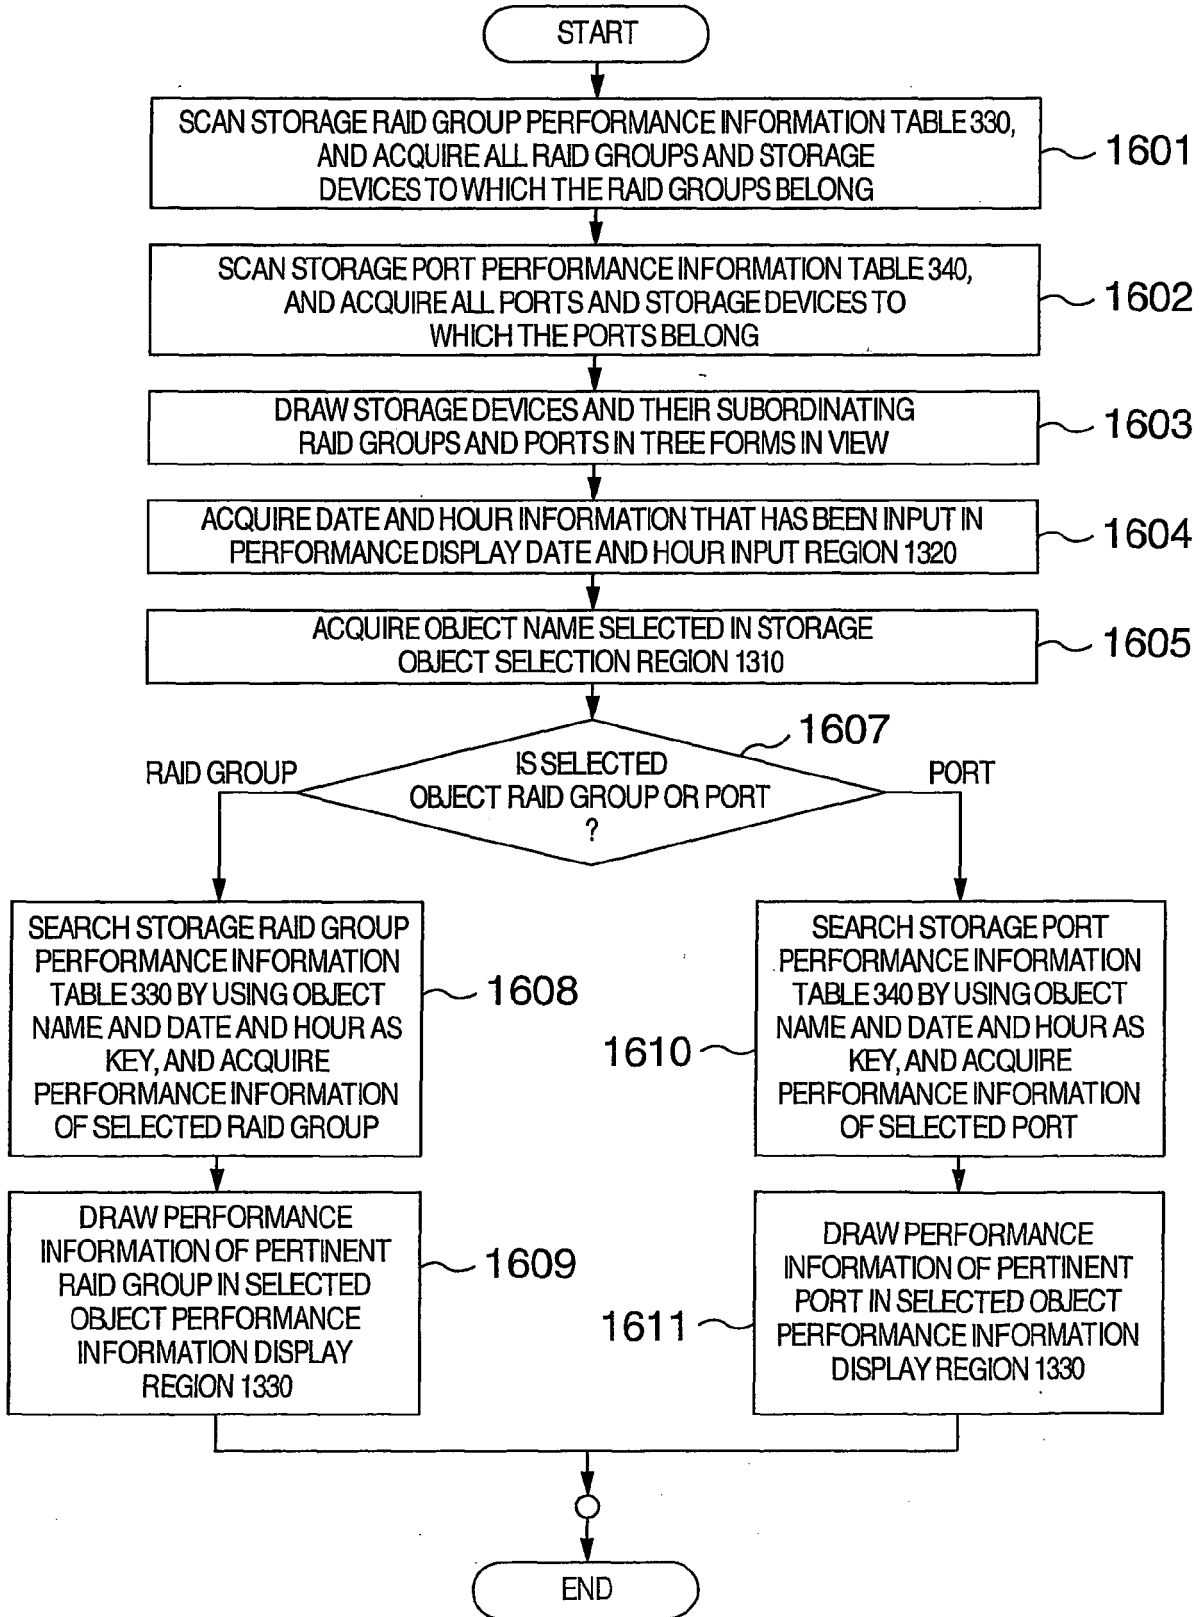 START
SCAN STORAGE RAID GROUP PERFORMANCE INFORMATION TABLE 330,
AND ACQUIRE ALL RAID GROUPS AND STORAGE
DEVICES TO WHICH THE RAID GROUPS BELONG
1601
SCAN STORAGE PORT PERFORMANCE INFORMATION TABLE 340,
AND ACQUIRE ALL PORTS AND STORAGE DEVICES TO
WHICH THE PORTS BELONG
1602
DRAW STORAGE DEVICES AND THEIR SUBORDINATING
RAID GROUPS AND PORTS IN TREE FORMS IN VIEW
1603
ACQUIRE DATE AND HOUR INFORMATION THAT HAS BEEN INPUT IN
PERFORMANCE DISPLAY DATE AND HOUR INPUT REGION 1320
1604
ACQUIRE OBJECT NAME SELECTED IN STORAGE
OBJECT SELECTION REGION 1310
1605
1607
IS SELECTED
OBJECT RAID GROUP OR PORT
?
RAID GROUP
PORT
SEARCH STORAGE RAID GROUP
PERFORMANCE INFORMATION
TABLE 330 BY USING OBJECT
NAME AND DATE AND HOUR AS
KEY, AND ACQUIRE
PERFORMANCE INFORMATION
OF SELECTED RAID GROUP
1608
SEARCH STORAGE PORT
PERFORMANCE INFORMATION
TABLE 340 BY USING OBJECT
NAME AND DATE AND HOUR AS
KEY, AND ACQUIRE
PERFORMANCE INFORMATION
OF SELECTED PORT
1610
DRAW PERFORMANCE
INFORMATION OF PERTINENT
RAID GROUP IN SELECTED
OBJECT PERFORMANCE
INFORMATION DISPLAY
REGION 1330
1609
DRAW PERFORMANCE
INFORMATION OF PERTINENT
PORT IN SELECTED OBJECT
PERFORMANCE INFORMATION
DISPLAY REGION 1330
1611
END